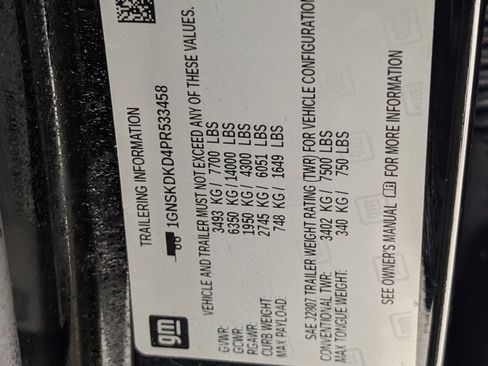 gm
TRAILERING INFORMATION
1GNSKDKD4PR533458
VEHICLE AND TRAILER MUST NOT EXCEED ANY OF THESE VALUES.
GVWR: 3493 KG / 7700 LBS
GCWR: 6350 KG / 14000 LBS
RGAWR: 1950 KG / 4300 LBS
CURB WEIGHT 2745 KG / 6051 LBS
MAX PAYLOAD: 748 KG / 1649 LBS
SAE J2807 TRAILER WEIGHT RATING (TWR) FOR VEHICLE CONFIGURATION
CONVENTIONAL TWR: 3402 KG / 7500 LBS
MAX TONGUE WEIGHT: 340 KG / 750 LBS
SEE OWNER'S MANUAL FOR MORE INFORMATION